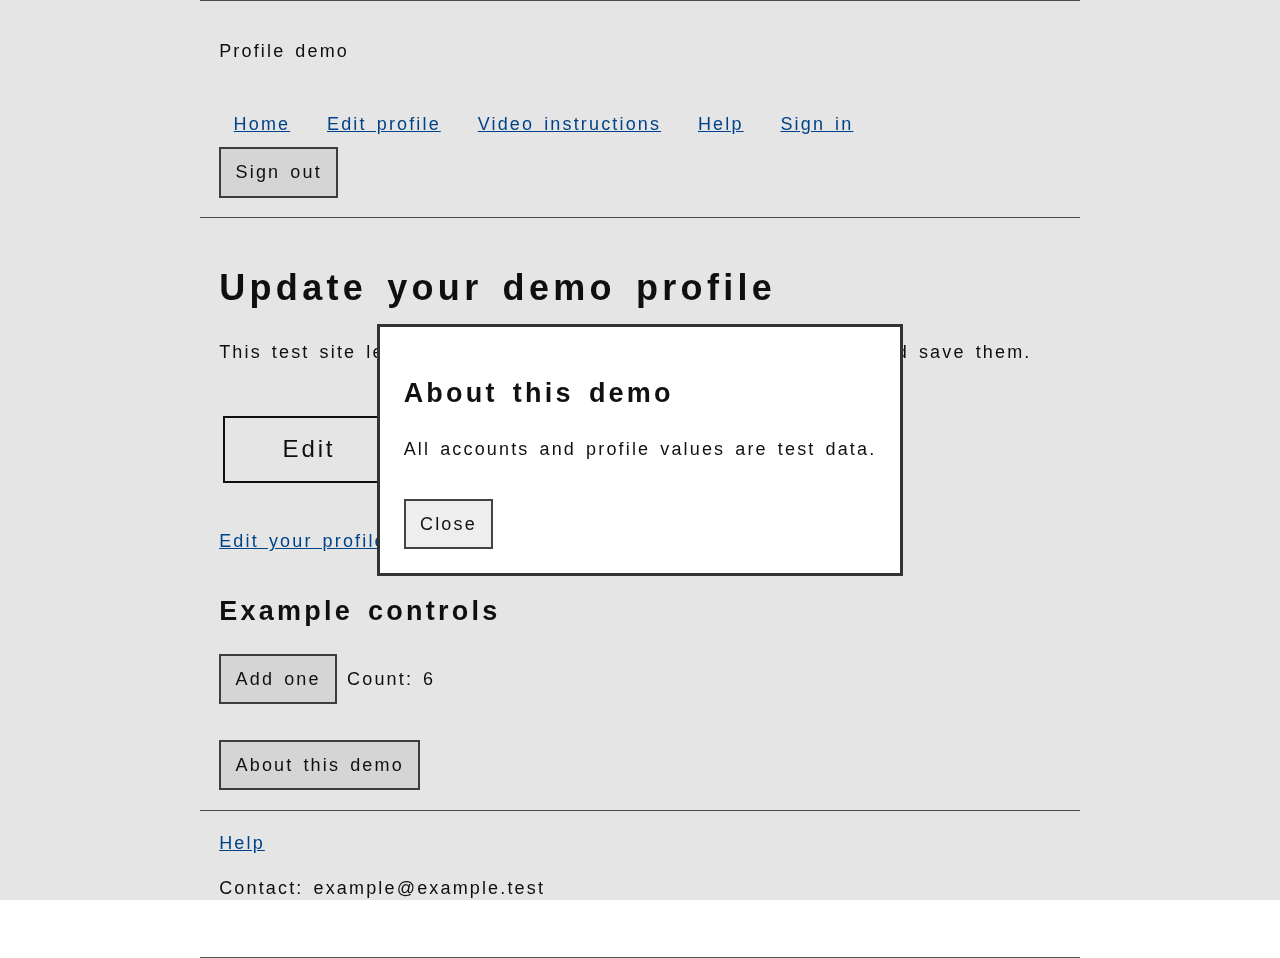 Profile demo
Home Edit profile Video instructions Help Sign in
Sign out
Update your demo profile
This test site save them.
About this demo
All accounts and profile values are test data.
Edit
Close
Edit your profile
Example controls
Add one Count: 6
About this demo
Help
Contact: example@example.test